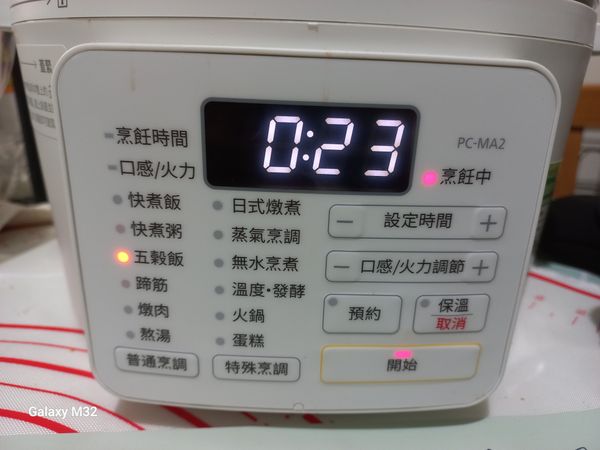 0:23
PC-MA2
烹飪時間
口感/火力
烹飪中
快煮飯
快煮粥
五穀飯
蹄筋
燉肉
熬湯
普通烹調
日式燉煮
蒸氣烹調
無水烹煮
溫度·發酵
火鍋
蛋糕
特殊烹調
− 設定時間 +
− 口感/火力調節 +
預約
保溫
取消
開始
Galaxy M32